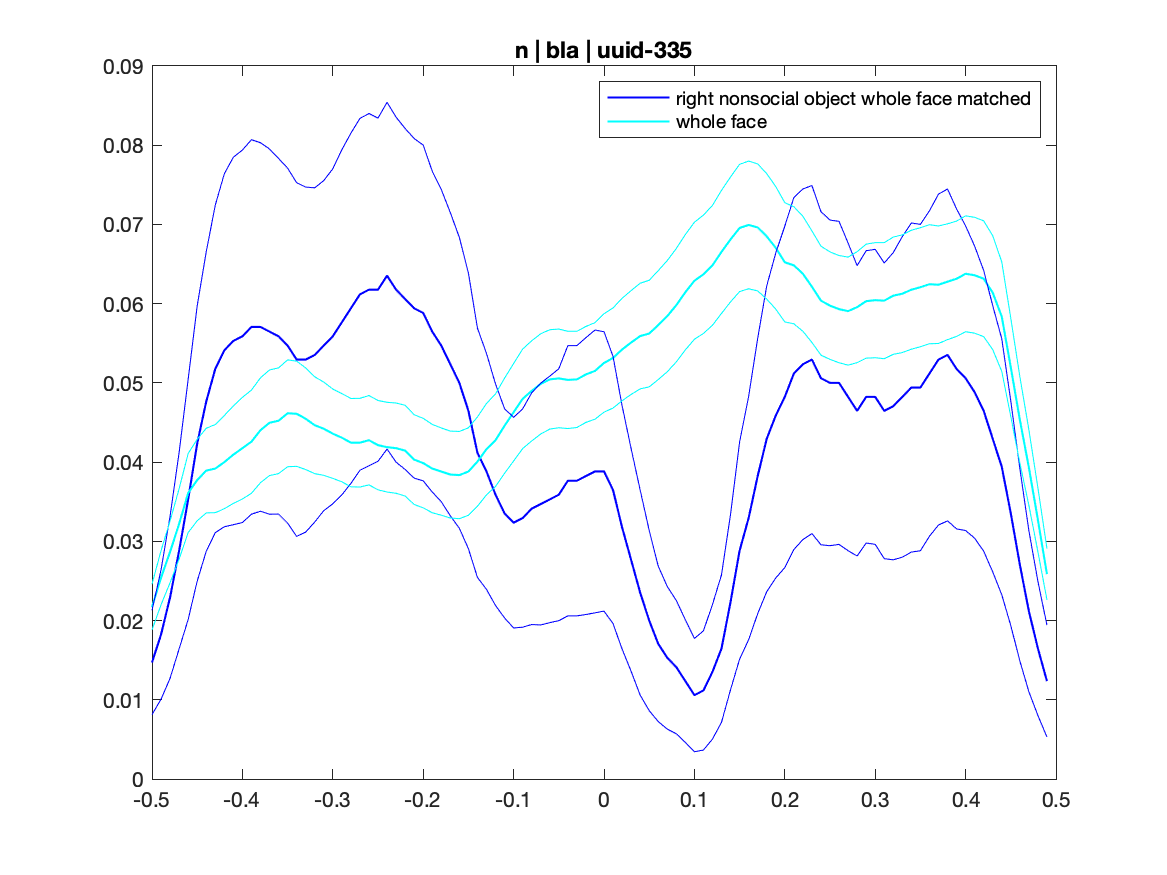 n | bla | uuid-335
right nonsocial object whole face matched
whole face
0.09
0.08
0.07
0.06
0.05
0.04
0.03
0.02
0.01
0
-0.5 -0.4 -0.3 -0.2 -0.1 0 0.1 0.2 0.3 0.4 0.5